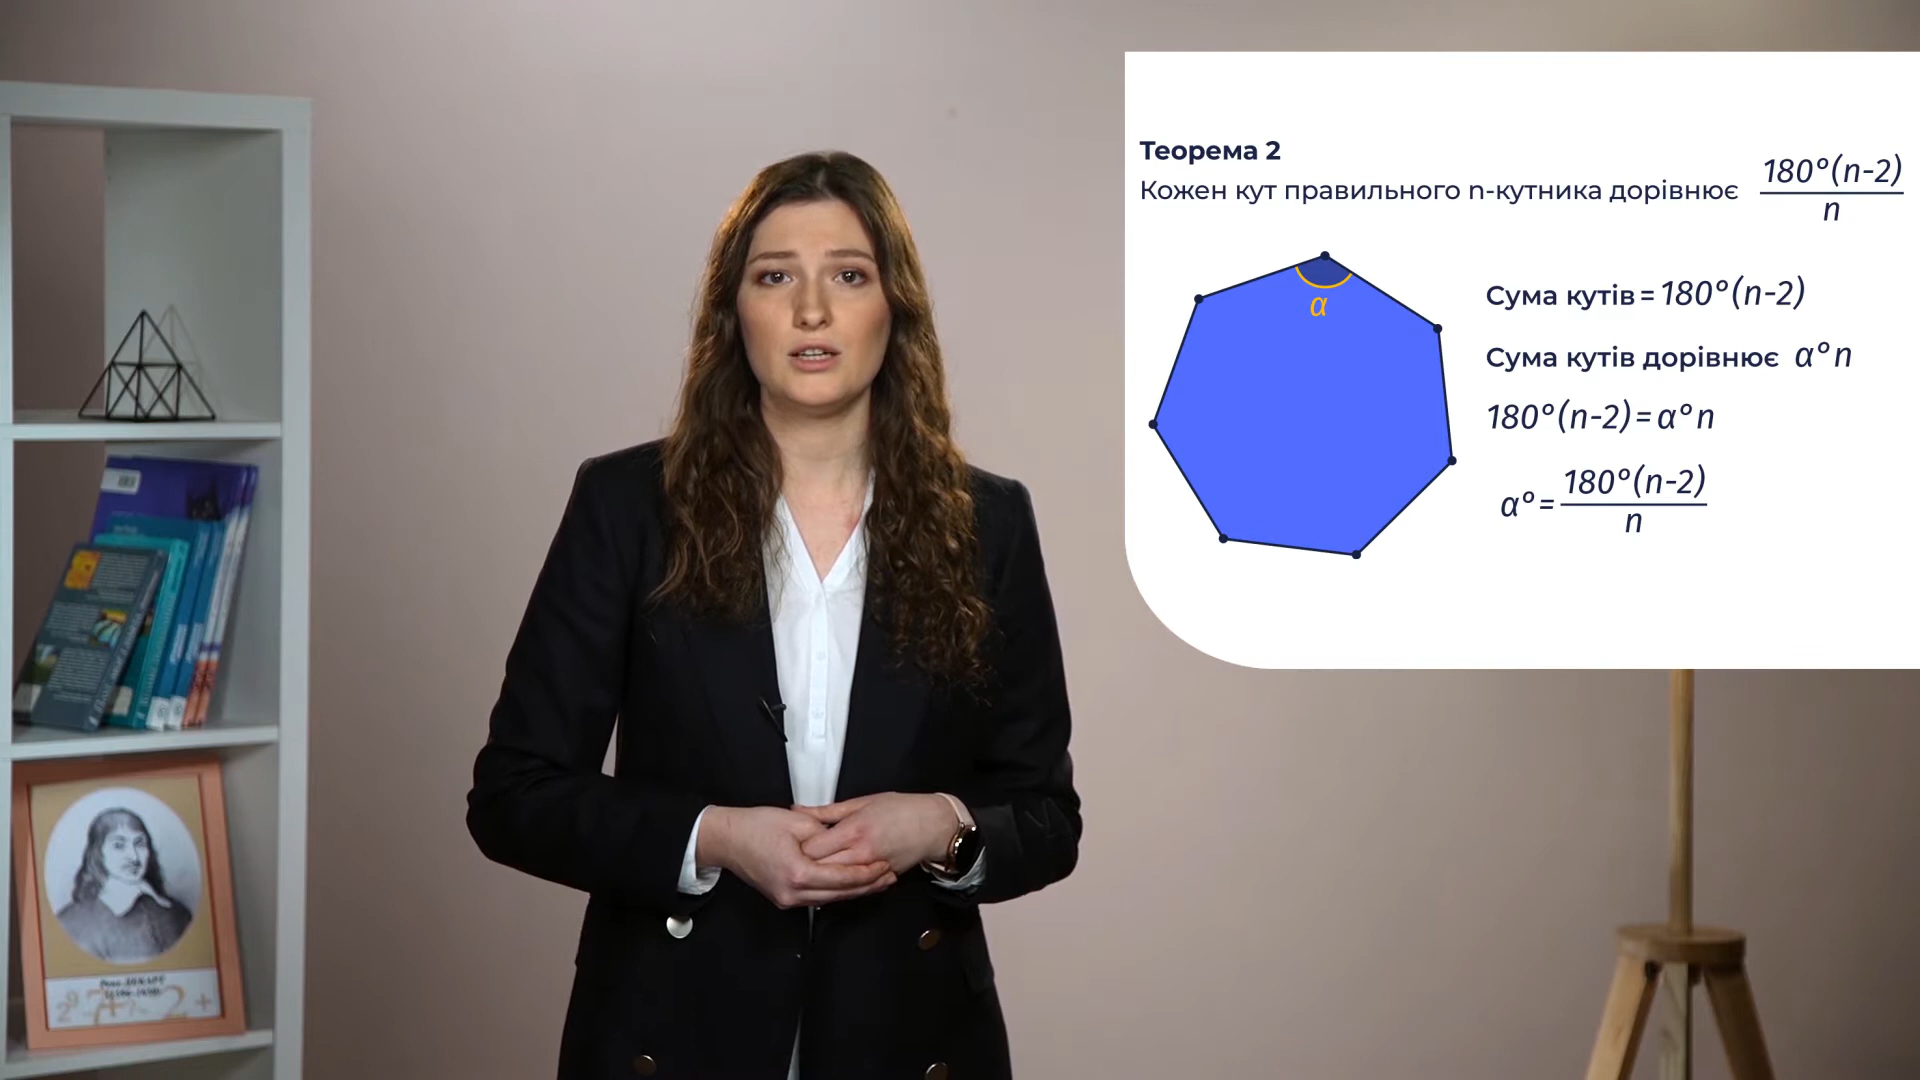 Теорема 2
Кожен кут правильного n-кутника дорівнює 180°(n-2)/n
α
Сума кутів = 180°(n-2)
Сума кутів дорівнює α°n
180°(n-2) = α°n
α° = 180°(n-2)/n